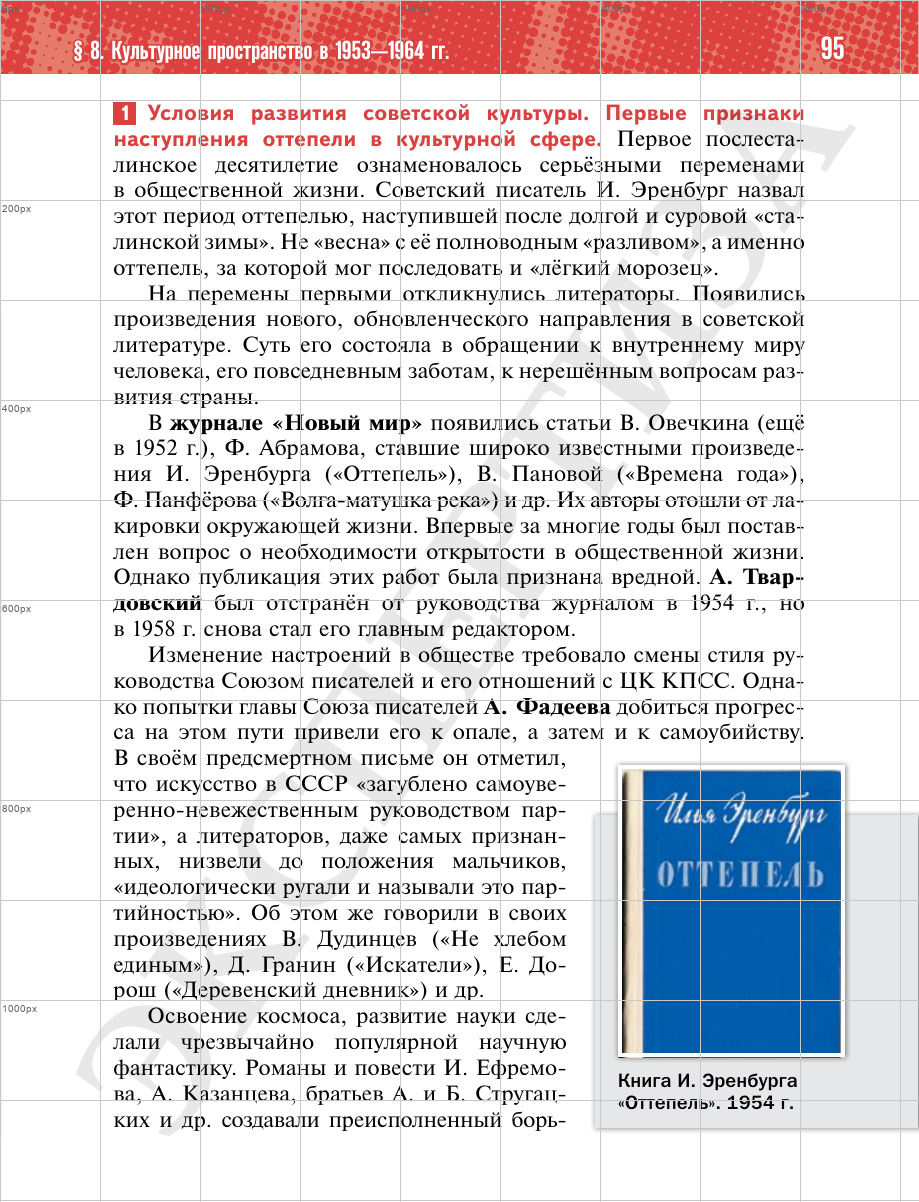 § 8. Культурное пространство в 1953—1964 гг.
95
1 Условия развития советской культуры. Первые признаки
наступления оттепели в культурной сфере. Первое послеста-
линское десятилетие ознаменовалось серьёзными переменами
в общественной жизни. Советский писатель И. Эренбург назвал
этот период оттепелью, наступившей после долгой и суровой «ста-
линской зимы». Не «весна» с её полноводным «разливом», а именно
оттепель, за которой мог последовать и «лёгкий морозец».
На перемены первыми откликнулись литераторы. Появились
произведения нового, обновленческого направления в советской
литературе. Суть его состояла в обращении к внутреннему миру
человека, его повседневным заботам, к нерешённым вопросам раз-
вития страны.
В журнале «Новый мир» появились статьи В. Овечкина (ещё
в 1952 г.), Ф. Абрамова, ставшие широко известными произведе-
ния И. Эренбурга («Оттепель»), В. Пановой («Времена года»),
Ф. Панфёрова («Волга-матушка река») и др. Их авторы отошли от ла-
кировки окружающей жизни. Впервые за многие годы был постав-
лен вопрос о необходимости открытости в общественной жизни.
Однако публикация этих работ была признана вредной. А. Твар-
довский был отстранён от руководства журналом в 1954 г., но
в 1958 г. снова стал его главным редактором.
Изменение настроений в обществе требовало смены стиля ру-
ководства Союзом писателей и его отношений с ЦК КПСС. Одна-
ко попытки главы Союза писателей А. Фадеева добиться прогрес-
са на этом пути привели его к опале, а затем и к самоубийству.
В своём предсмертном письме он отметил,
что искусство в СССР «загублено самоуве-
ренно-невежественным руководством пар-
тии», а литераторов, даже самых признан-
ных, низвели до положения мальчиков,
«идеологически ругали и называли это пар-
тийностью». Об этом же говорили в своих
произведениях В. Дудинцев («Не хлебом
единым»), Д. Гранин («Искатели»), Е. До-
рош («Деревенский дневник») и др.
Освоение космоса, развитие науки сде-
лали чрезвычайно популярной научную
фантастику. Романы и повести И. Ефремо-
ва, А. Казанцева, братьев А. и Б. Стругац-
ких и др. создавали преисполненный борь-
Илья Эренбург
ОТТЕПЕЛЬ
Книга И. Эренбурга
«Оттепель». 1954 г.
ЭКСПЕРТИЗА
200px
400px
600px
800px
1000px